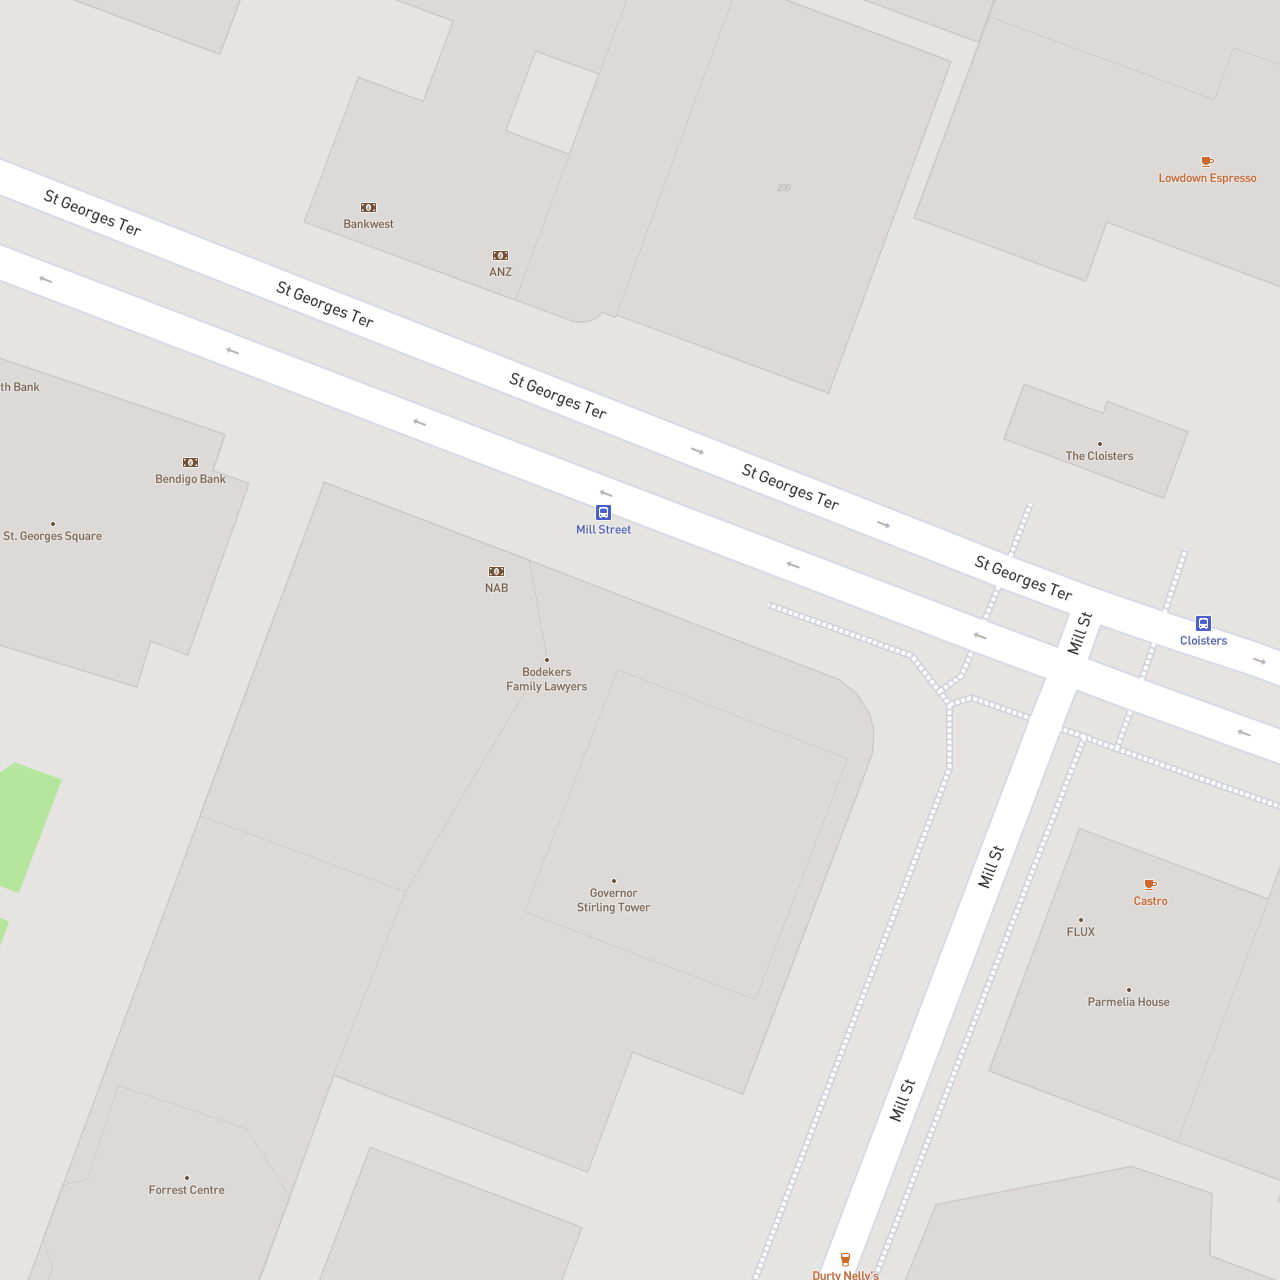 200
Lowdown Espresso
St Georges Ter
Bankwest
ANZ
St Georges Ter
th Bank
St Georges Ter
The Cloisters
Bendigo Bank
St Georges Ter
St. Georges Square
Mill Street
St Georges Ter
NAB
Mill St
Cloisters
Bodekers
Family Lawyers
Mill St
Governor
Stirling Tower
Castro
FLUX
Parmelia House
Mill St
Forrest Centre
Durty Nelly's